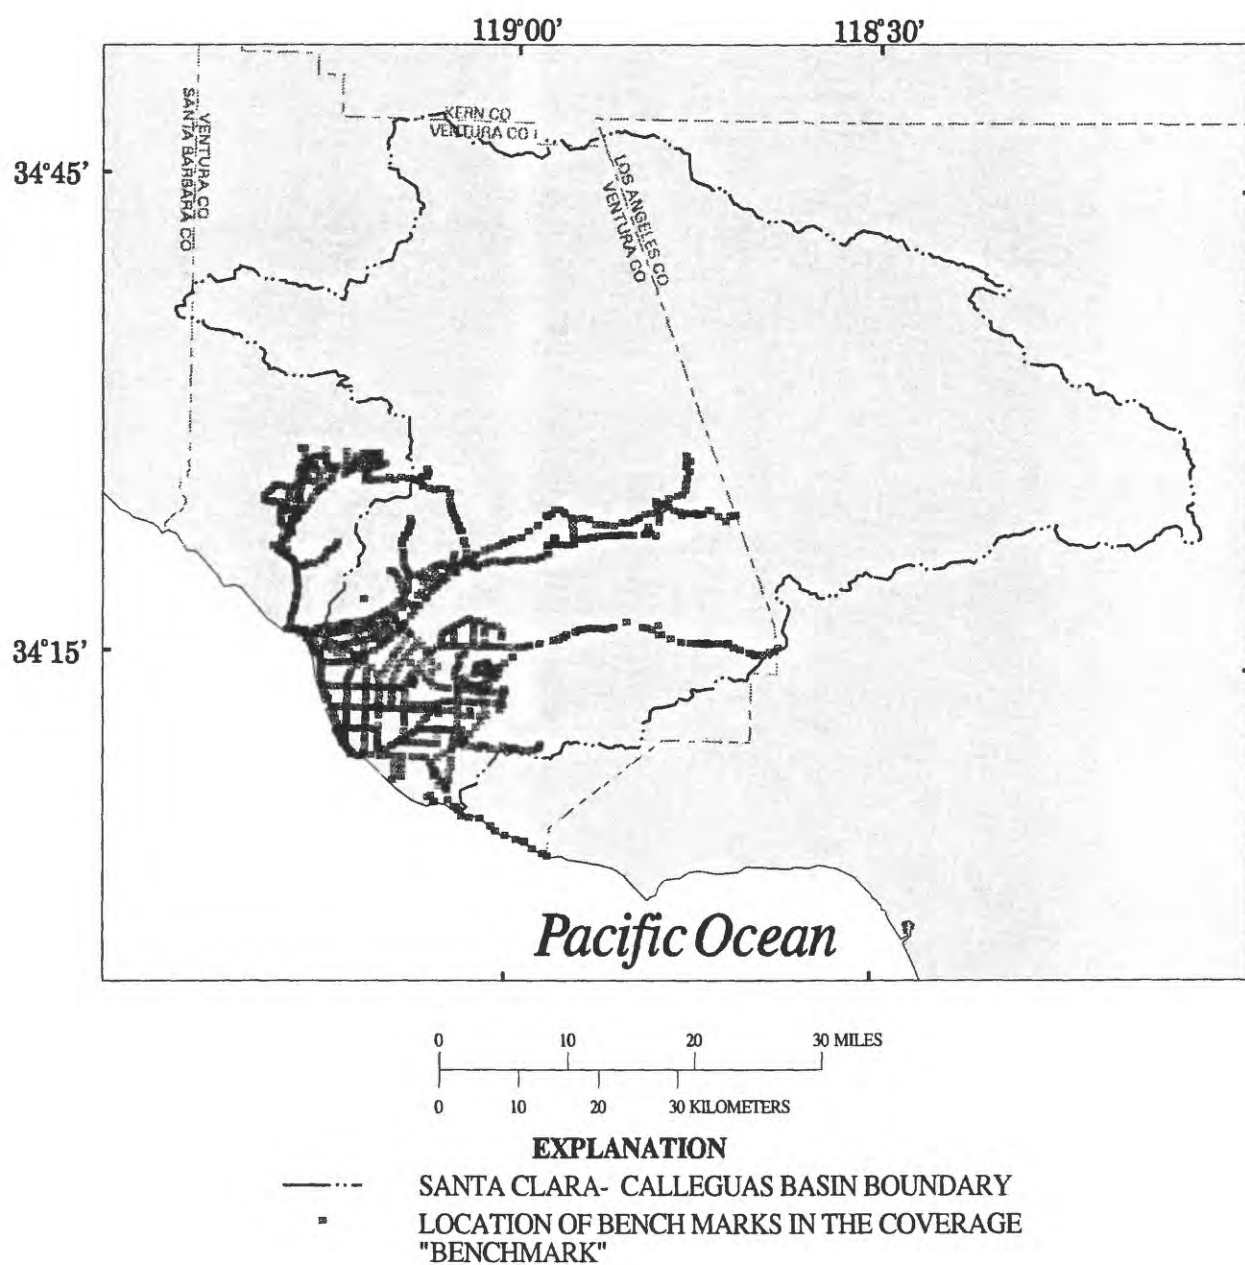 119°00'
118°30'
KERN CO
VENTURA CO
34°45'
VENTURA CO
SANTA BARBARA CO
LOS ANGELES CO
VENTURA CO
34°15'
Pacific Ocean
0 10 20 30 MILES
0 10 20 30 KILOMETERS
EXPLANATION
SANTA CLARA- CALLEGUAS BASIN BOUNDARY
LOCATION OF BENCH MARKS IN THE COVERAGE
"BENCHMARK"